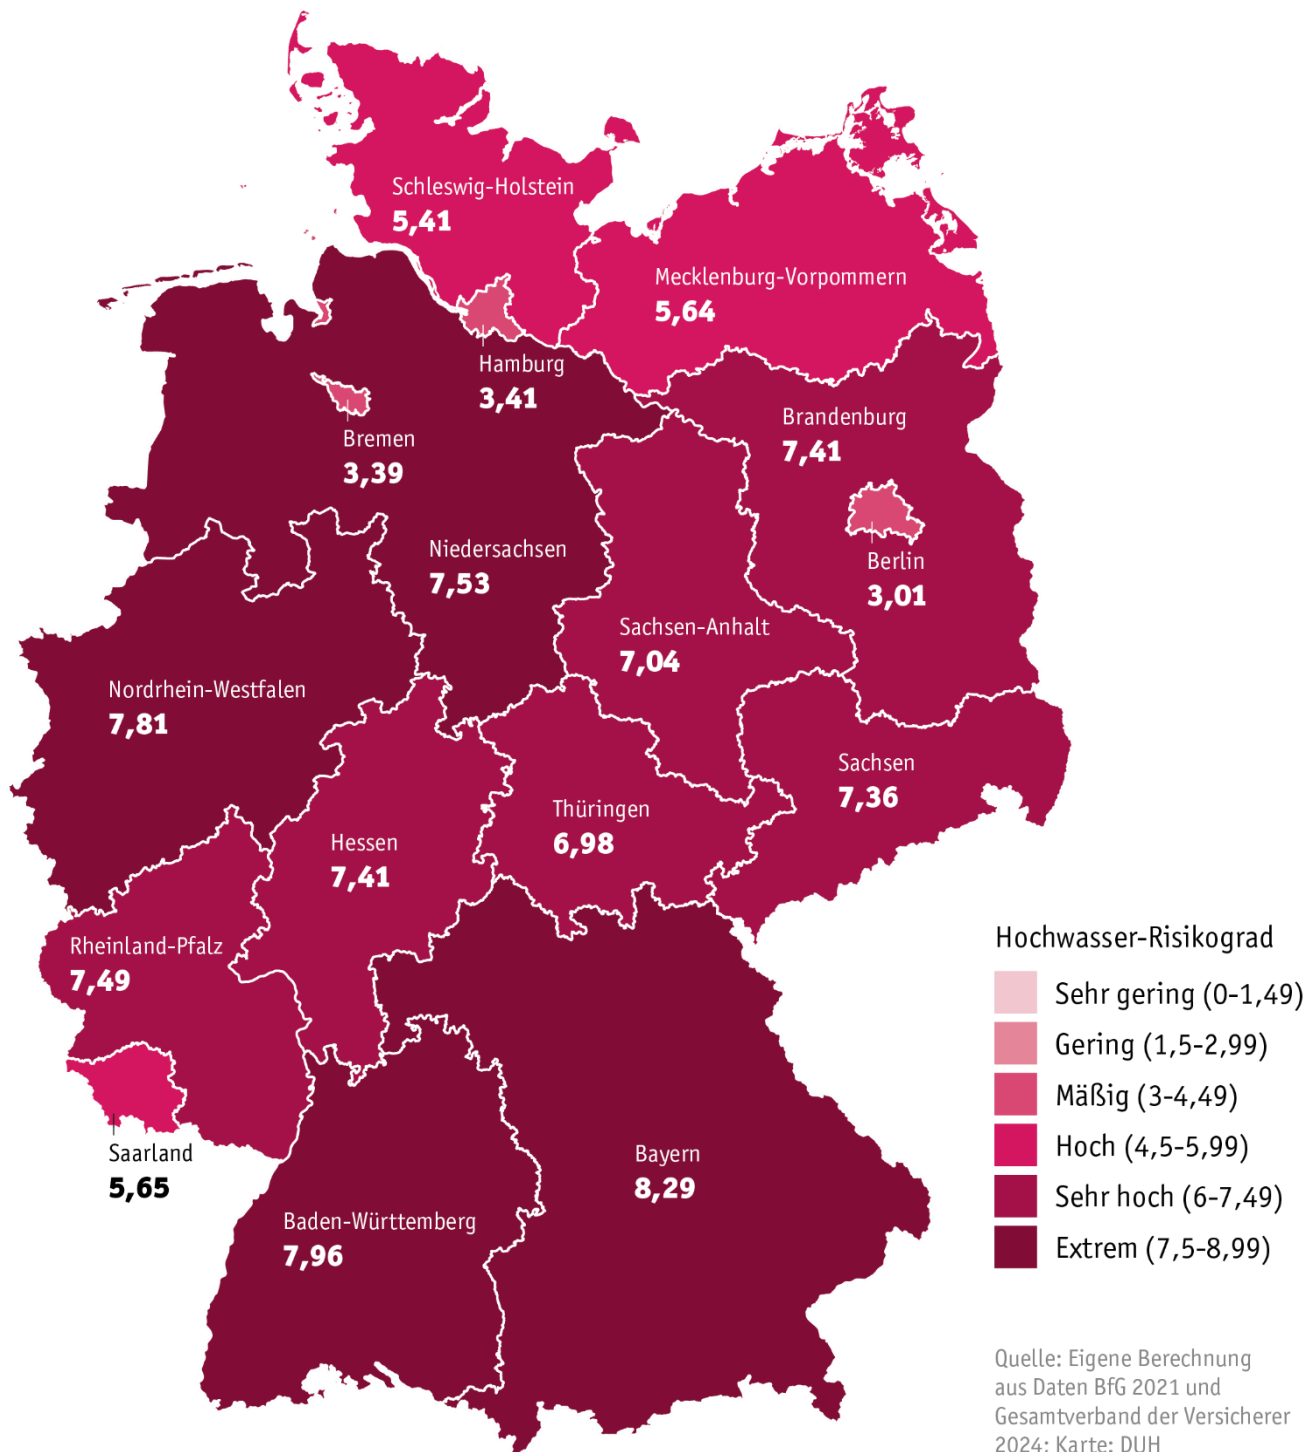 Schleswig-Holstein
5,41
Mecklenburg-Vorpommern
5,64
Hamburg
3,41
Bremen
3,39
Brandenburg
7,41
Berlin
3,01
Niedersachsen
7,53
Sachsen-Anhalt
7,04
Nordrhein-Westfalen
7,81
Sachsen
7,36
Thüringen
6,98
Hessen
7,41
Rheinland-Pfalz
7,49
Saarland
5,65
Bayern
8,29
Baden-Württemberg
7,96
Hochwasser-Risikograd
Sehr gering (0-1,49)
Gering (1,5-2,99)
Mäßig (3-4,49)
Hoch (4,5-5,99)
Sehr hoch (6-7,49)
Extrem (7,5-8,99)
Quelle: Eigene Berechnung
aus Daten BfG 2021 und
Gesamtverband der Versicherer
2024; Karte: DUH